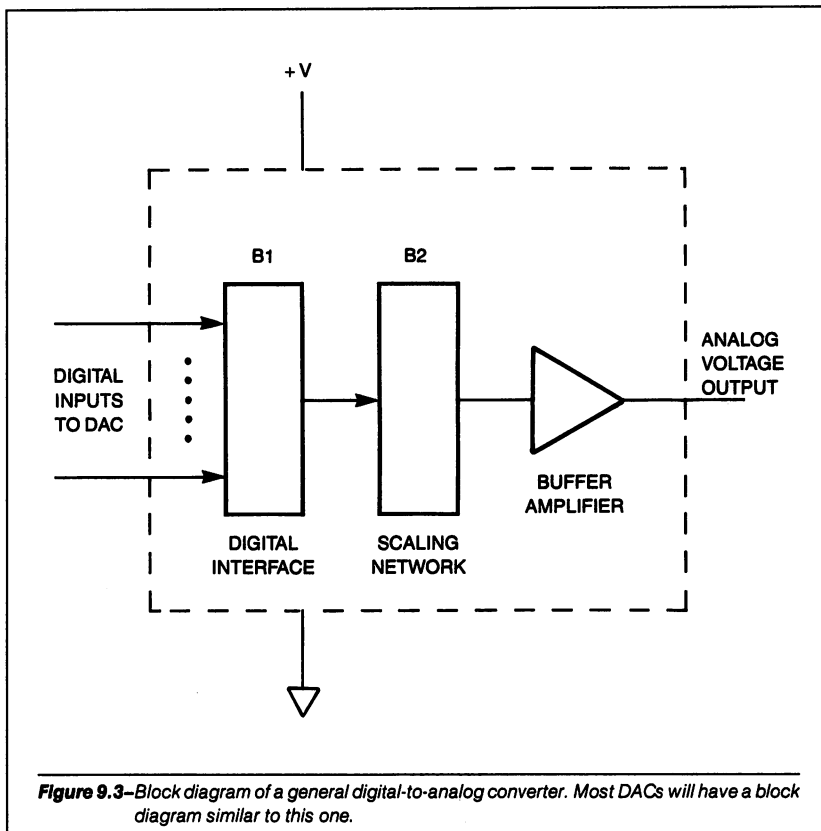 +V
B1
B2
DIGITAL
INPUTS
TO DAC
ANALOG
VOLTAGE
OUTPUT
BUFFER
AMPLIFIER
DIGITAL
INTERFACE
SCALING
NETWORK
Figure 9.3–Block diagram of a general digital-to-analog converter. Most DACs will have a block
diagram similar to this one.